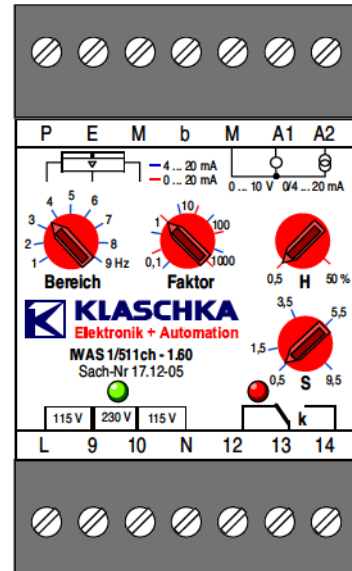 P E M b M A1 A2
4 ... 20 mA
0 ... 20 mA
0 ... 10 V 0/4 ... 20 mA
1 2 3 4 5 6 7 8 9 Hz
Bereich
0,1 1 10 100 1000
Faktor
0,5 50 %
H
KLASCHKA
Elektronik + Automation
IWAS 1/511ch - 1.60
Sach-Nr 17.12-05
0,5 1,5 3,5 5,5 9,5
S
115 V 230 V 115 V
k
L 9 10 N 12 13 14